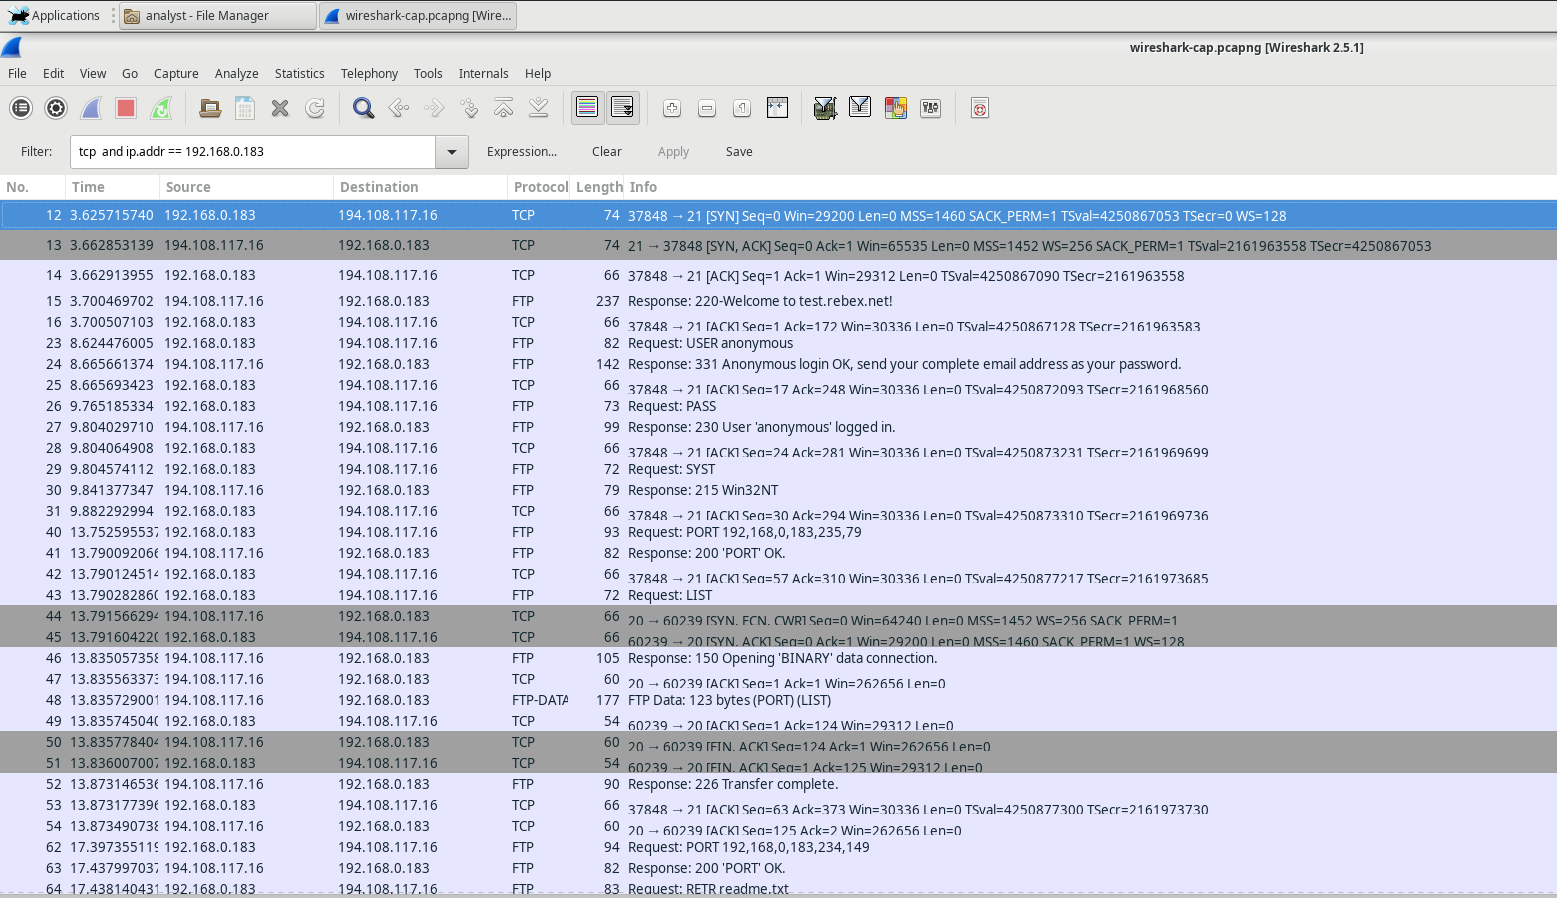 Applications analyst - File Manager wireshark-cap.pcapng [Wire...
wireshark-cap.pcapng [Wireshark 2.5.1]
File Edit View Go Capture Analyze Statistics Telephony Tools Internals Help
Filter: tcp  and ip.addr == 192.168.0.183 Expression... Clear Apply Save
No. Time Source Destination Protocol Length Info
12 3.625715740 192.168.0.183 194.108.117.16 TCP 74 37848 → 21 [SYN] Seq=0 Win=29200 Len=0 MSS=1460 SACK_PERM=1 TSval=4250867053 TSecr=0 WS=128
13 3.662853139 194.108.117.16 192.168.0.183 TCP 74 21 → 37848 [SYN, ACK] Seq=0 Ack=1 Win=65535 Len=0 MSS=1452 WS=256 SACK_PERM=1 TSval=2161963558 TSecr=4250867053
14 3.662913955 192.168.0.183 194.108.117.16 TCP 66 37848 → 21 [ACK] Seq=1 Ack=1 Win=29312 Len=0 TSval=4250867090 TSecr=2161963558
15 3.700469702 194.108.117.16 192.168.0.183 FTP 237 Response: 220-Welcome to test.rebex.net!
16 3.700507103 192.168.0.183 194.108.117.16 TCP 66 37848 → 21 [ACK] Seq=1 Ack=172 Win=30336 Len=0 TSval=4250867128 TSecr=2161963583
23 8.624476005 192.168.0.183 194.108.117.16 FTP 82 Request: USER anonymous
24 8.665661374 194.108.117.16 192.168.0.183 FTP 142 Response: 331 Anonymous login OK, send your complete email address as your password.
25 8.665693423 192.168.0.183 194.108.117.16 TCP 66 37848 → 21 [ACK] Seq=17 Ack=248 Win=30336 Len=0 TSval=4250872093 TSecr=2161968560
26 9.765185334 192.168.0.183 194.108.117.16 FTP 73 Request: PASS
27 9.804029710 194.108.117.16 192.168.0.183 FTP 99 Response: 230 User 'anonymous' logged in.
28 9.804064908 192.168.0.183 194.108.117.16 TCP 66 37848 → 21 [ACK] Seq=24 Ack=281 Win=30336 Len=0 TSval=4250873231 TSecr=2161969699
29 9.804574112 192.168.0.183 194.108.117.16 FTP 72 Request: SYST
30 9.841377347 194.108.117.16 192.168.0.183 FTP 79 Response: 215 Win32NT
31 9.882292994 192.168.0.183 194.108.117.16 TCP 66 37848 → 21 [ACK] Seq=30 Ack=294 Win=30336 Len=0 TSval=4250873310 TSecr=2161969736
40 13.752595537 192.168.0.183 194.108.117.16 FTP 93 Request: PORT 192,168,0,183,235,79
41 13.790092066 194.108.117.16 192.168.0.183 FTP 82 Response: 200 'PORT' OK.
42 13.790124514 192.168.0.183 194.108.117.16 TCP 66 37848 → 21 [ACK] Seq=57 Ack=310 Win=30336 Len=0 TSval=4250877217 TSecr=2161973685
43 13.790282860 192.168.0.183 194.108.117.16 FTP 72 Request: LIST
44 13.791566294 194.108.117.16 192.168.0.183 TCP 66 20 → 60239 [SYN, ECN, CWR] Seq=0 Win=64240 Len=0 MSS=1452 WS=256 SACK_PERM=1
45 13.791604220 192.168.0.183 194.108.117.16 TCP 66 60239 → 20 [SYN, ACK] Seq=0 Ack=1 Win=29200 Len=0 MSS=1460 SACK_PERM=1 WS=128
46 13.835057358 194.108.117.16 192.168.0.183 FTP 105 Response: 150 Opening 'BINARY' data connection.
47 13.835563373 194.108.117.16 192.168.0.183 TCP 60 20 → 60239 [ACK] Seq=1 Ack=1 Win=262656 Len=0
48 13.835729001 194.108.117.16 192.168.0.183 FTP-DATA 177 FTP Data: 123 bytes (PORT) (LIST)
49 13.835745040 192.168.0.183 194.108.117.16 TCP 54 60239 → 20 [ACK] Seq=1 Ack=124 Win=29312 Len=0
50 13.835778404 194.108.117.16 192.168.0.183 TCP 60 20 → 60239 [FIN, ACK] Seq=124 Ack=1 Win=262656 Len=0
51 13.836007007 192.168.0.183 194.108.117.16 TCP 54 60239 → 20 [FIN, ACK] Seq=1 Ack=125 Win=29312 Len=0
52 13.873146536 194.108.117.16 192.168.0.183 FTP 90 Response: 226 Transfer complete.
53 13.873177396 192.168.0.183 194.108.117.16 TCP 66 37848 → 21 [ACK] Seq=63 Ack=373 Win=30336 Len=0 TSval=4250877300 TSecr=2161973730
54 13.873490738 194.108.117.16 192.168.0.183 TCP 60 20 → 60239 [ACK] Seq=125 Ack=2 Win=262656 Len=0
62 17.397355119 192.168.0.183 194.108.117.16 FTP 94 Request: PORT 192,168,0,183,234,149
63 17.437997037 194.108.117.16 192.168.0.183 FTP 82 Response: 200 'PORT' OK.
64 17.438140431 192.168.0.183 194.108.117.16 FTP 83 Request: RETR readme.txt